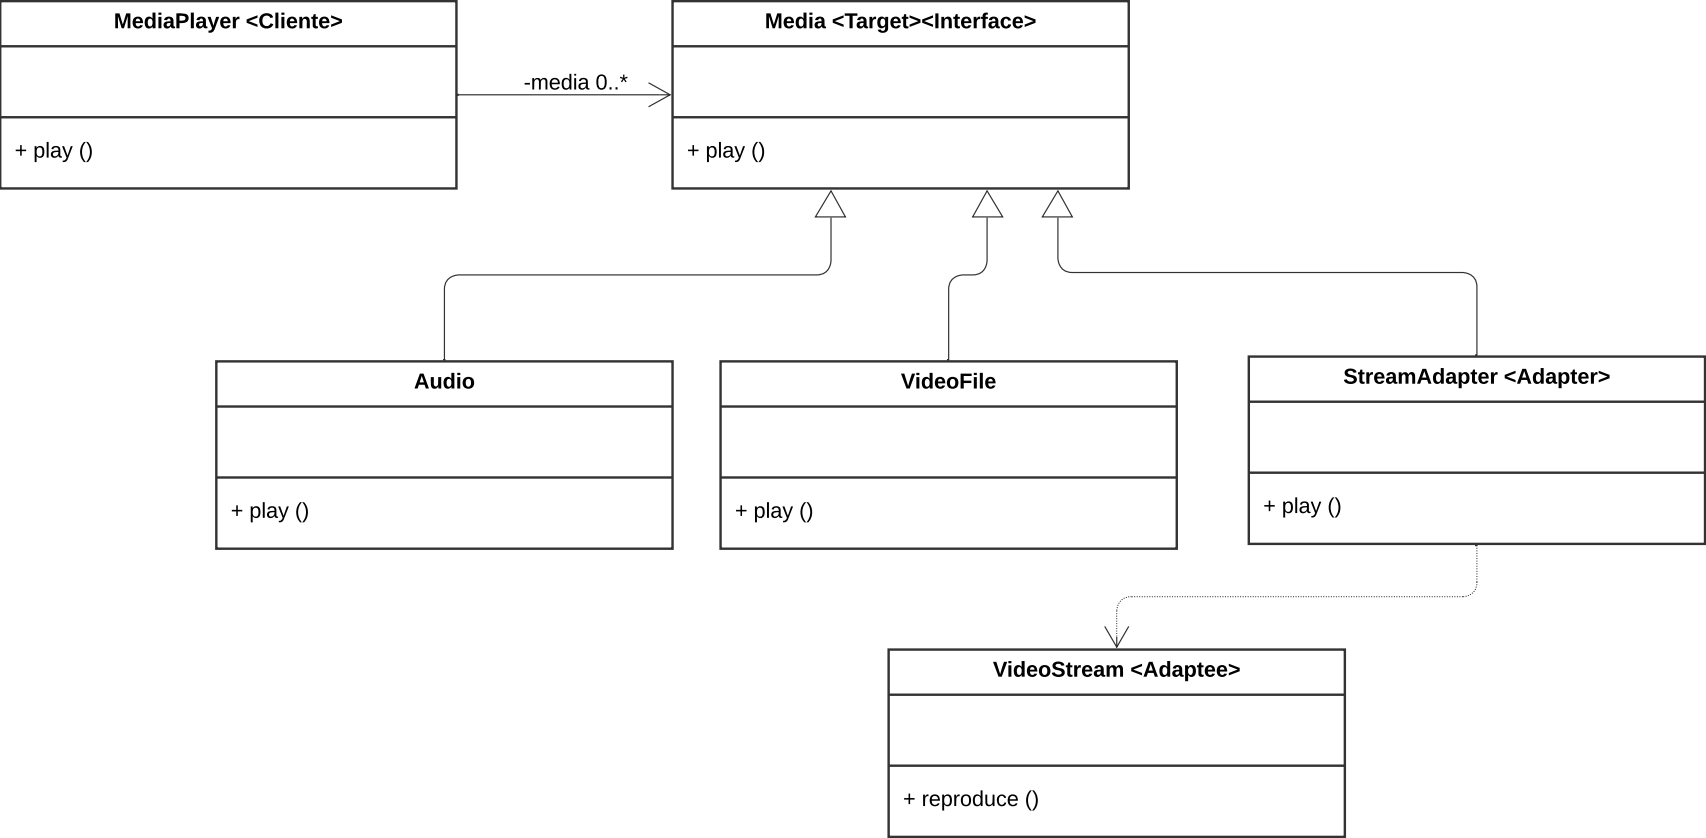 MediaPlayer <Cliente>
+ play ()
-media 0..*
Media <Target><Interface>
+ play ()
Audio
+ play ()
VideoFile
+ play ()
StreamAdapter <Adapter>
+ play ()
VideoStream <Adaptee>
+ reproduce ()